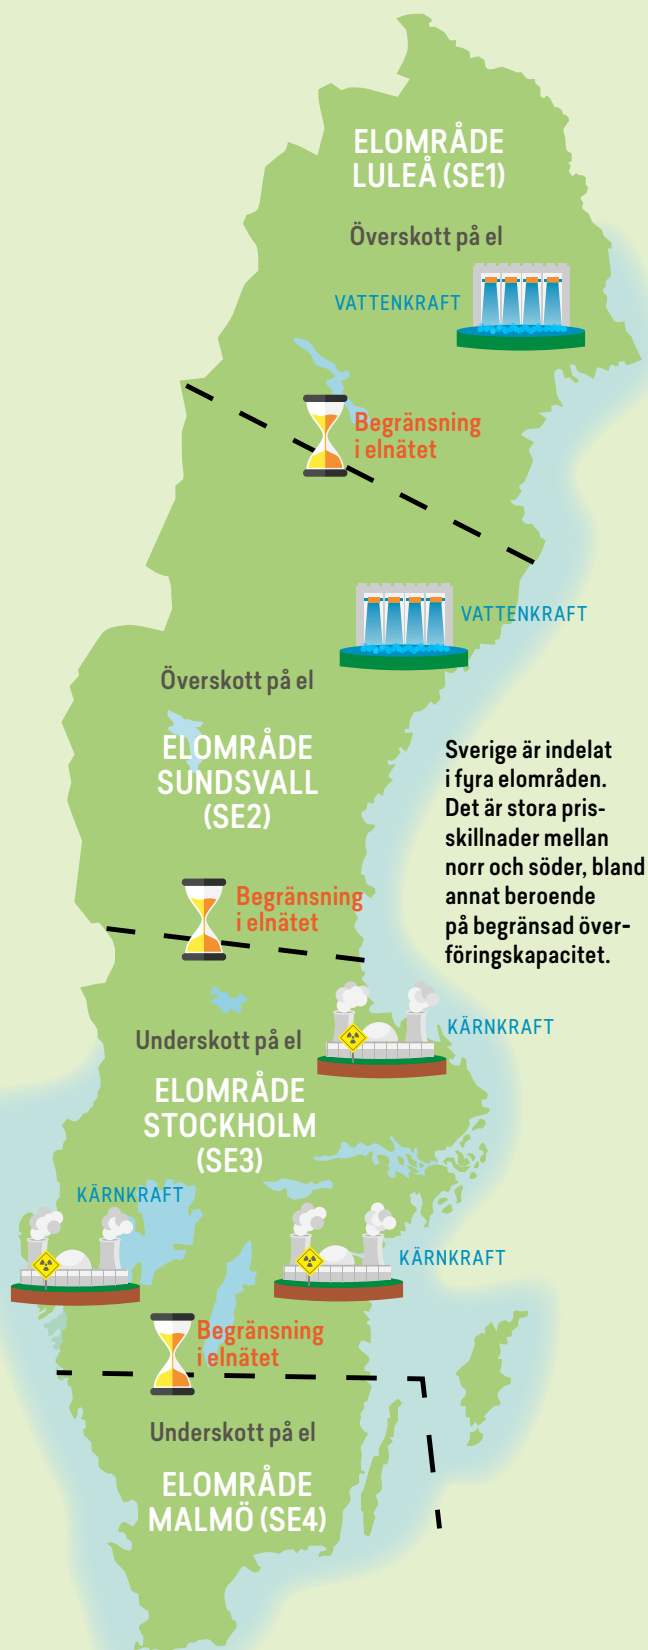 ELOMRÅDE
LULEÅ (SE1)
Överskott på el
VATTENKRAFT
Begränsning
i elnätet
VATTENKRAFT
Överskott på el
ELOMRÅDE
SUNDSVALL
(SE2)
Sverige är indelat
i fyra elområden.
Det är stora pris-
skillnader mellan
norr och söder, bland
annat beroende
på begränsad över-
föringskapacitet.
Begränsning
i elnätet
KÄRNKRAFT
Underskott på el
ELOMRÅDE
STOCKHOLM
(SE3)
KÄRNKRAFT
KÄRNKRAFT
Begränsning
i elnätet
Underskott på el
ELOMRÅDE
MALMÖ (SE4)